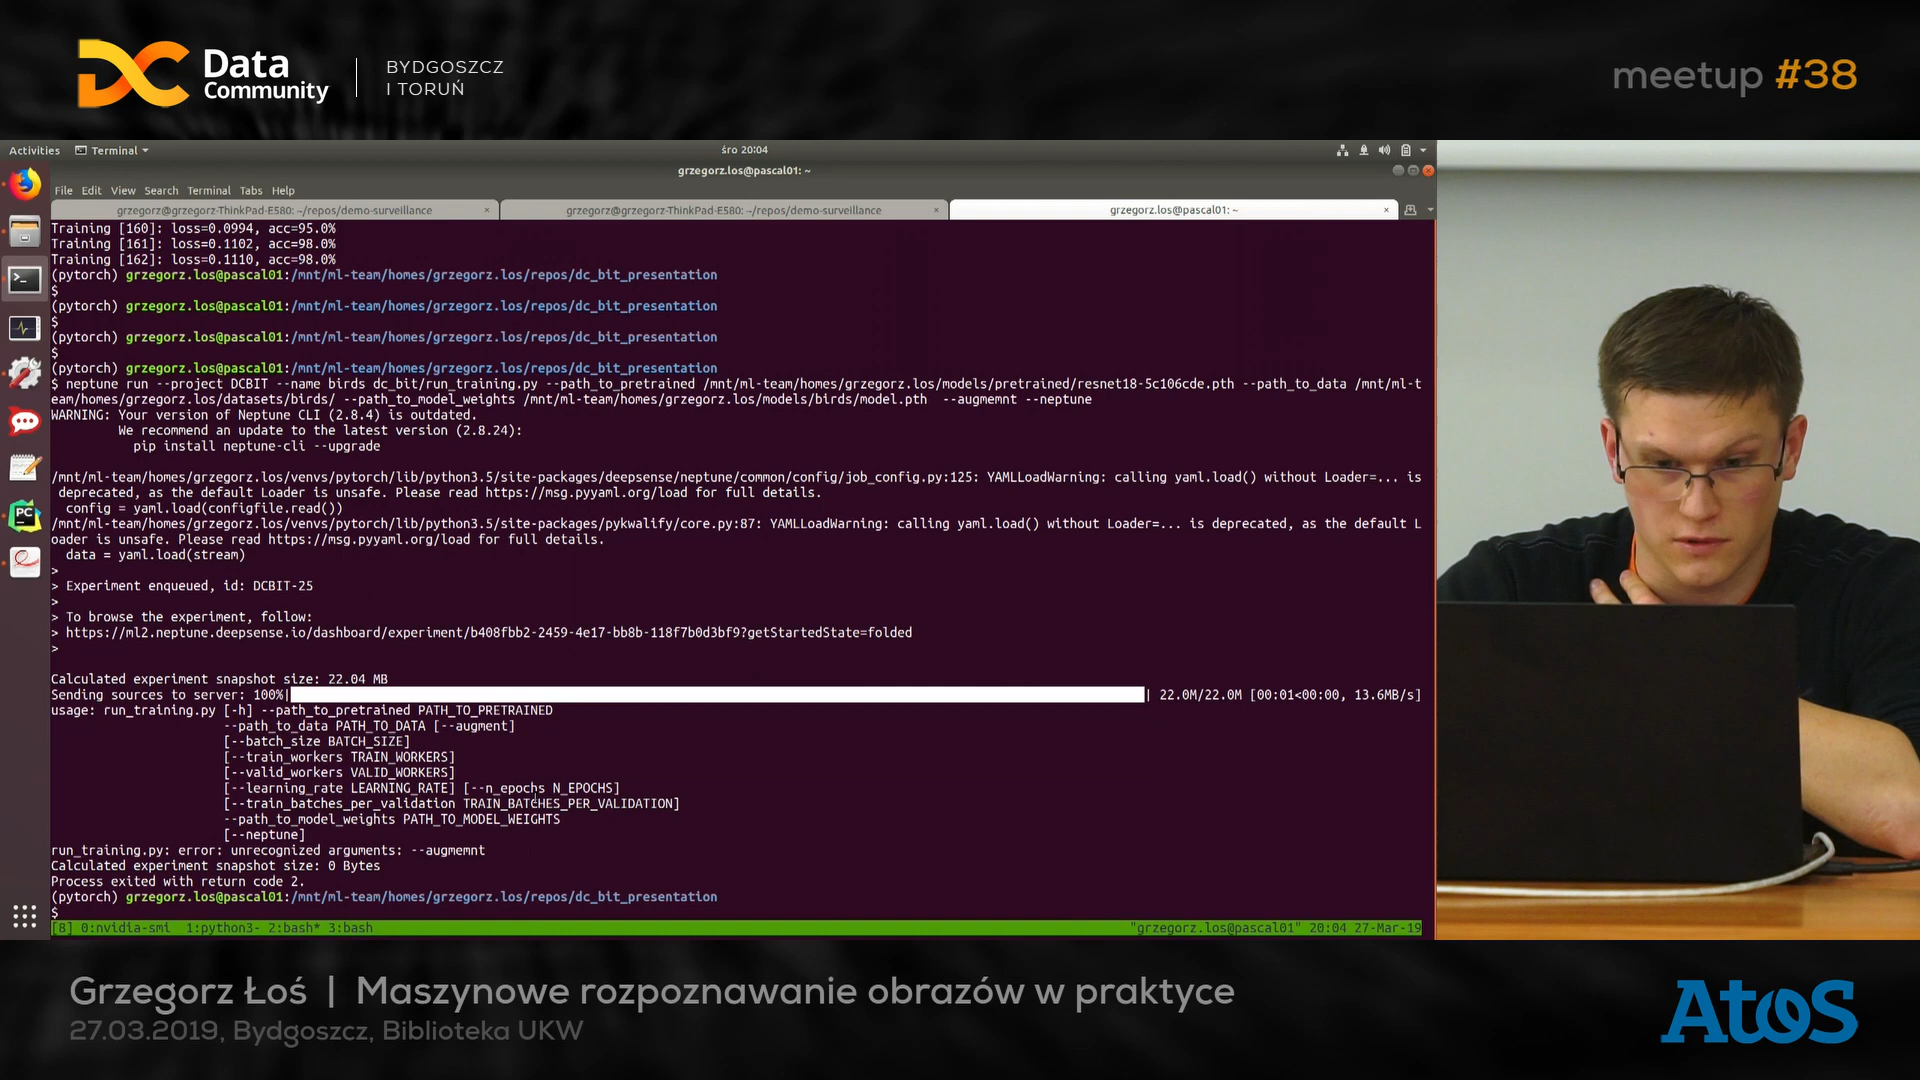 Data
Community
BYDGOSZCZ
I TORUŃ
meetup #38
Activities
Terminal
śro 20:04
grzegorz.los@pascal01: ~
File Edit View Search Terminal Tabs Help
grzegorz@grzegorz-ThinkPad-E580: ~/repos/demo-surveillance
grzegorz@grzegorz-ThinkPad-E580: ~/repos/demo-surveillance
grzegorz.los@pascal01: ~
Training [160]: loss=0.0994, acc=95.0%
Training [161]: loss=0.1102, acc=98.0%
Training [162]: loss=0.1110, acc=98.0%
(pytorch) grzegorz.los@pascal01:/mnt/ml-team/homes/grzegorz.los/repos/dc_bit_presentation
$
(pytorch) grzegorz.los@pascal01:/mnt/ml-team/homes/grzegorz.los/repos/dc_bit_presentation
$
(pytorch) grzegorz.los@pascal01:/mnt/ml-team/homes/grzegorz.los/repos/dc_bit_presentation
$
(pytorch) grzegorz.los@pascal01:/mnt/ml-team/homes/grzegorz.los/repos/dc_bit_presentation
$ neptune run --project DCBIT --name birds dc_bit/run_training.py --path_to_pretrained /mnt/ml-team/homes/grzegorz.los/models/pretrained/resnet18-5c106cde.pth --path_to_data /mnt/ml-t
eam/homes/grzegorz.los/datasets/birds/ --path_to_model_weights /mnt/ml-team/homes/grzegorz.los/models/birds/model.pth --augmemnt --neptune
WARNING: Your version of Neptune CLI (2.8.4) is outdated.
We recommend an update to the latest version (2.8.24):
pip install neptune-cli --upgrade
/mnt/ml-team/homes/grzegorz.los/venvs/pytorch/lib/python3.5/site-packages/deepsense/neptune/common/config/job_config.py:125: YAMLLoadWarning: calling yaml.load() without Loader=... is
deprecated, as the default Loader is unsafe. Please read https://msg.pyyaml.org/load for full details.
config = yaml.load(configfile.read())
/mnt/ml-team/homes/grzegorz.los/venvs/pytorch/lib/python3.5/site-packages/pykwalify/core.py:87: YAMLLoadWarning: calling yaml.load() without Loader=... is deprecated, as the default L
oader is unsafe. Please read https://msg.pyyaml.org/load for full details.
data = yaml.load(stream)
>
> Experiment enqueued, id: DCBIT-25
>
> To browse the experiment, follow:
> https://ml2.neptune.deepsense.io/dashboard/experiment/b408fbb2-2459-4e17-bb8b-118f7b0d3bf9?getStartedState=folded
>
Calculated experiment snapshot size: 22.04 MB
Sending sources to server: 100%| | 22.0M/22.0M [00:01<00:00, 13.6MB/s]
usage: run_training.py [-h] --path_to_pretrained PATH_TO_PRETRAINED
--path_to_data PATH_TO_DATA [--augment]
[--batch_size BATCH_SIZE]
[--train_workers TRAIN_WORKERS]
[--valid_workers VALID_WORKERS]
[--learning_rate LEARNING_RATE] [--n_epochs N_EPOCHS]
[--train_batches_per_validation TRAIN_BATCHES_PER_VALIDATION]
--path_to_model_weights PATH_TO_MODEL_WEIGHTS
[--neptune]
run_training.py: error: unrecognized arguments: --augmemnt
Calculated experiment snapshot size: 0 Bytes
Process exited with return code 2.
(pytorch) grzegorz.los@pascal01:/mnt/ml-team/homes/grzegorz.los/repos/dc_bit_presentation
$
[8] 0:nvidia-smi 1:python3- 2:bash* 3:bash
"grzegorz.los@pascal01" 20:04 27-Mar-19
Grzegorz Łoś | Maszynowe rozpoznawanie obrazów w praktyce
27.03.2019, Bydgoszcz, Biblioteka UKW
Atos